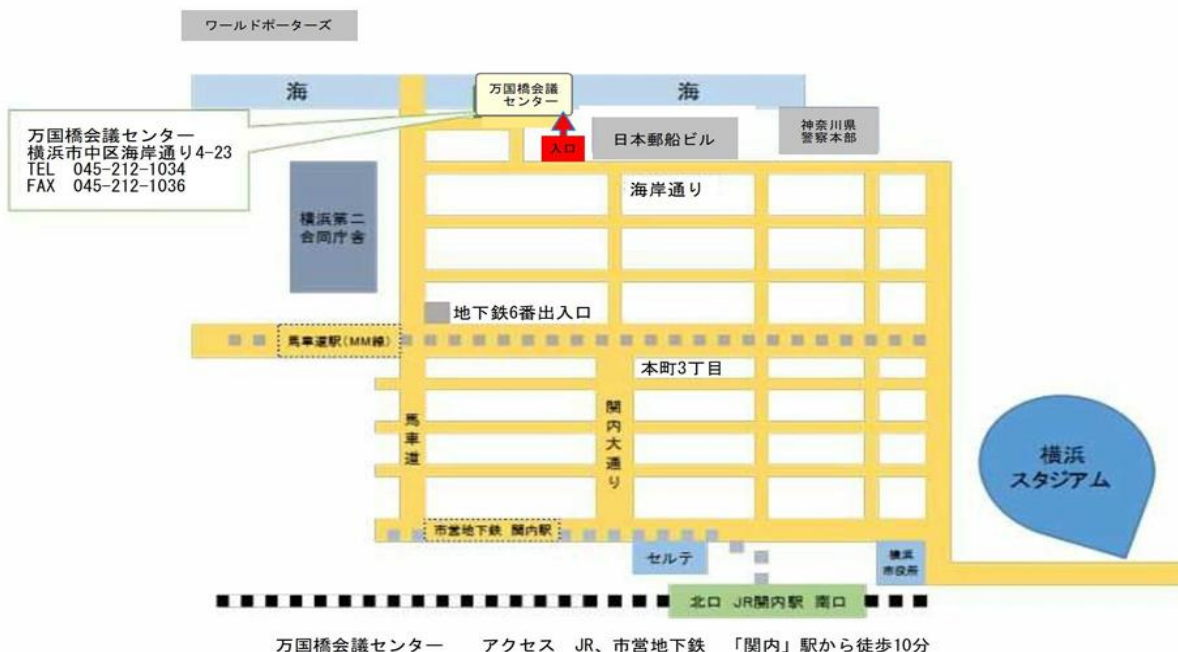 ワールドポーターズ
海
万国橋会議
センター
海
万国橋会議センター
横浜市中区海岸通り4-23
TEL 045-212-1034
FAX 045-212-1036
入口
日本郵船ビル
神奈川県
警察本部
海岸通り
横浜第二
合同庁舎
地下鉄6番出入口
馬車道駅(MM線)
本町3丁目
馬車道
関内大通り
横浜
スタジアム
市営地下鉄 関内駅
セルテ
横浜
市役所
北口 JR関内駅 南口
万国橋会議センター アクセス JR、市営地下鉄 「関内」駅から徒歩10分